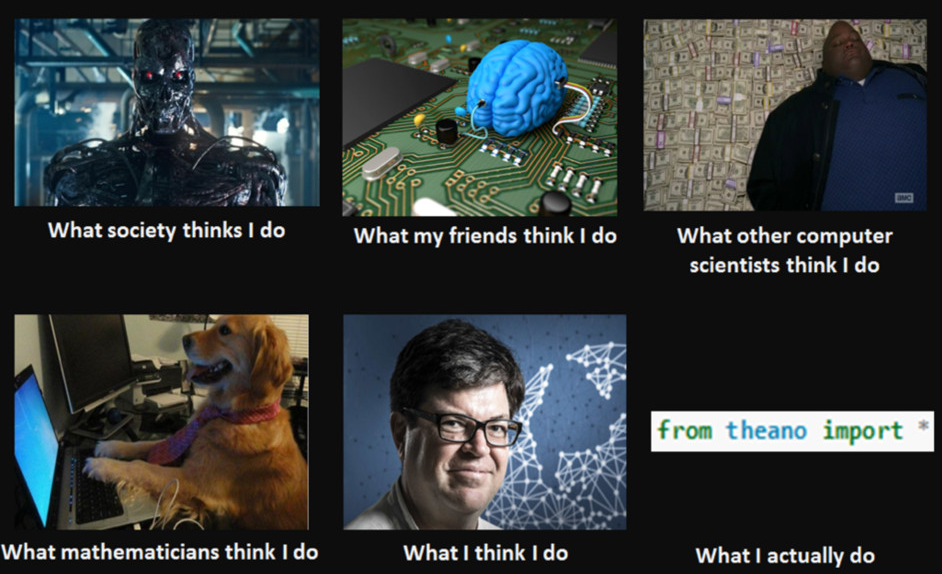 AMC
What society thinks I do
What my friends think I do
What other computer
scientists think I do
from theano import *
What mathematicians think I do
What I think I do
What I actually do